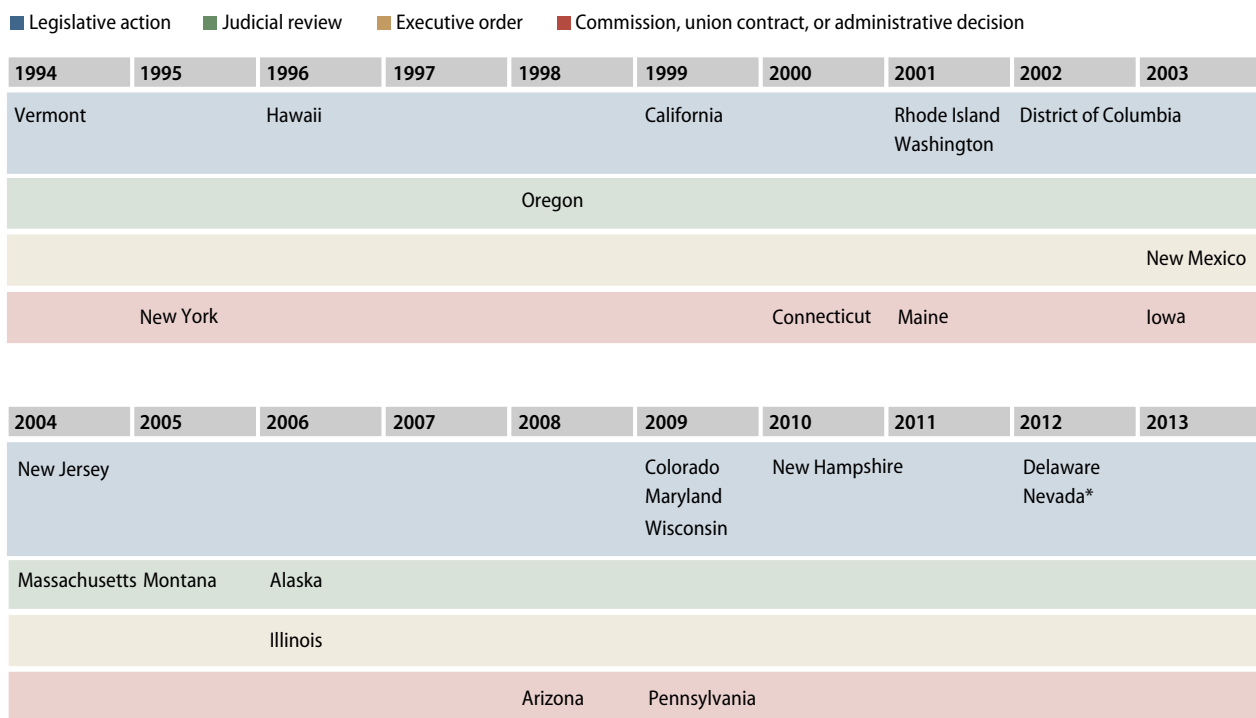 Legislative action Judicial review Executive order Commission, union contract, or administrative decision
1994 1995 1996 1997 1998 1999 2000 2001 2002 2003
Vermont Hawaii California Rhode Island District of Columbia
Washington
Oregon
New Mexico
New York Connecticut Maine Iowa
2004 2005 2006 2007 2008 2009 2010 2011 2012 2013
New Jersey Colorado New Hampshire Delaware
Maryland Nevada*
Wisconsin
Massachusetts Montana Alaska
Illinois
Arizona Pennsylvania